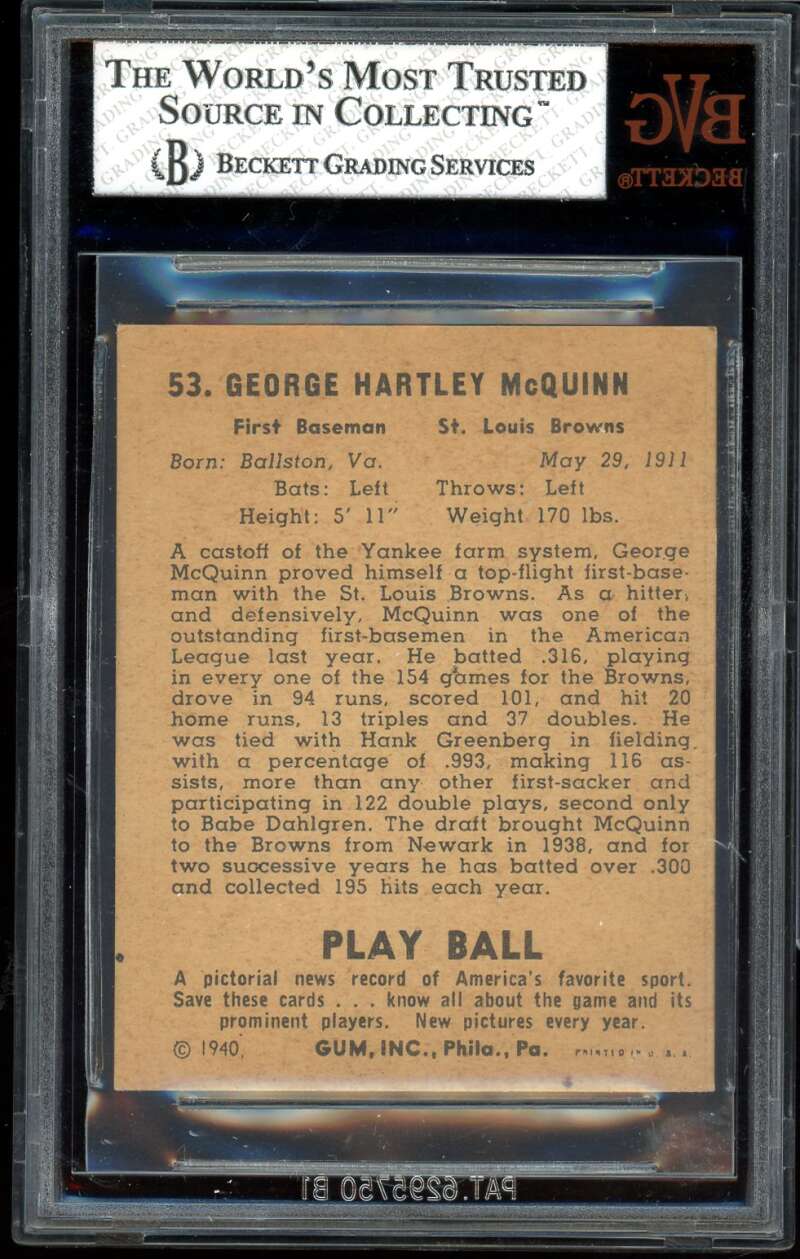 THE WORLD'S MOST TRUSTED
SOURCE IN COLLECTING™
B BECKETT GRADING SERVICES
BVG
BECKETT®
53. GEORGE HARTLEY McQUINN
First Baseman St. Louis Browns
Born: Ballston, Va. May 29, 1911
Bats: Left Throws: Left
Height: 5' 11" Weight 170 lbs.
A castoff of the Yankee farm system, George
McQuinn proved himself a top-flight first-base-
man with the St. Louis Browns. As a hitter,
and defensively, McQuinn was one of the
outstanding first-basemen in the American
League last year. He batted .316, playing
in every one of the 154 games for the Browns,
drove in 94 runs, scored 101, and hit 20
home runs, 13 triples and 37 doubles. He
was tied with Hank Greenberg in fielding
with a percentage of .993, making 116 as-
sists, more than any other first-sacker and
participating in 122 double plays, second only
to Babe Dahlgren. The draft brought McQuinn
to the Browns from Newark in 1938, and for
two successive years he has batted over .300
and collected 195 hits each year.
PLAY BALL
A pictorial news record of America's favorite sport.
Save these cards . . . know all about the game and its
prominent players. New pictures every year.
© 1940, GUM, INC., Phila., Pa. PRINTED IN U. S. A.
PAT.6295750 B1